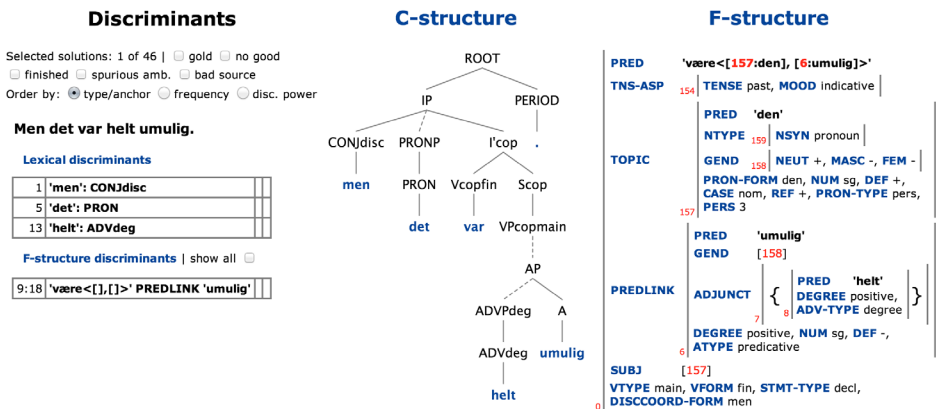 Discriminants
Selected solutions: 1 of 46 | gold no good
finished spurious amb. bad source
Order by: type/anchor frequency disc. power
Men det var helt umulig.
Lexical discriminants
1 'men': CONJdisc
5 'det': PRON
13 'helt': ADVdeg
F-structure discriminants | show all
9:18 'være<[],[]>' PREDLINK 'umulig'
C-structure
ROOT
IP PERIOD
CONJdisc PRONP I'cop .
men PRON Vcopfin Scop
det var VPcopmain
AP
ADVPdeg A
ADVdeg umulig
helt
F-structure
PRED 'være<[157:den], [6:umulig]>'
TNS-ASP 154 TENSE past, MOOD indicative
PRED 'den'
NTYPE 159 NSYN pronoun
TOPIC GEND 158 NEUT +, MASC -, FEM -
PRON-FORM den, NUM sg, DEF +,
CASE nom, REF +, PRON-TYPE pers,
157 PERS 3
PRED 'umulig'
GEND [158]
PREDLINK ADJUNCT 7 { 8 PRED 'helt'
DEGREE positive,
ADV-TYPE degree }
DEGREE positive, NUM sg, DEF -,
6 ATYPE predicative
SUBJ [157]
VTYPE main, VFORM fin, STMT-TYPE decl,
0 DISCCOORD-FORM men